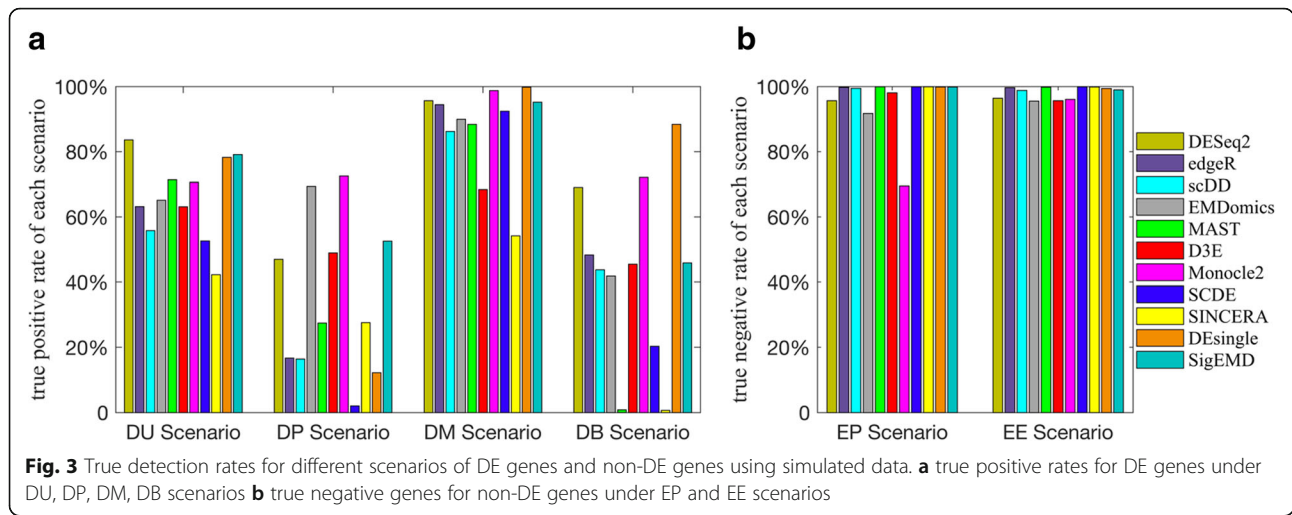 a
b
true positive rate of each scenario
100%
80%
60%
40%
20%
0
DU Scenario
DP Scenario
DM Scenario
DB Scenario
true negative rate of each scenario
100%
80%
60%
40%
20%
0
EP Scenario
EE Scenario
DESeq2
edgeR
scDD
EMDomics
MAST
D3E
Monocle2
SCDE
SINCERA
DEsingle
SigEMD
Fig. 3 True detection rates for different scenarios of DE genes and non-DE genes using simulated data. a true positive rates for DE genes under
DU, DP, DM, DB scenarios b true negative genes for non-DE genes under EP and EE scenarios